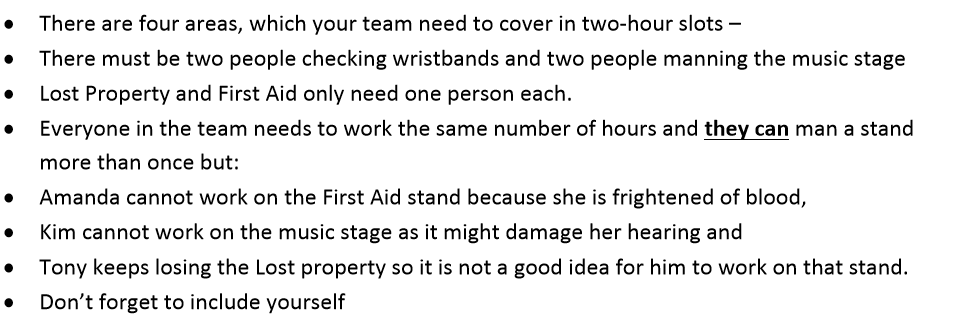 • There are four areas, which your team need to cover in two-hour slots –
• There must be two people checking wristbands and two people manning the music stage
• Lost Property and First Aid only need one person each.
• Everyone in the team needs to work the same number of hours and they can man a stand
more than once but:
• Amanda cannot work on the First Aid stand because she is frightened of blood,
• Kim cannot work on the music stage as it might damage her hearing and
• Tony keeps losing the Lost property so it is not a good idea for him to work on that stand.
• Don’t forget to include yourself